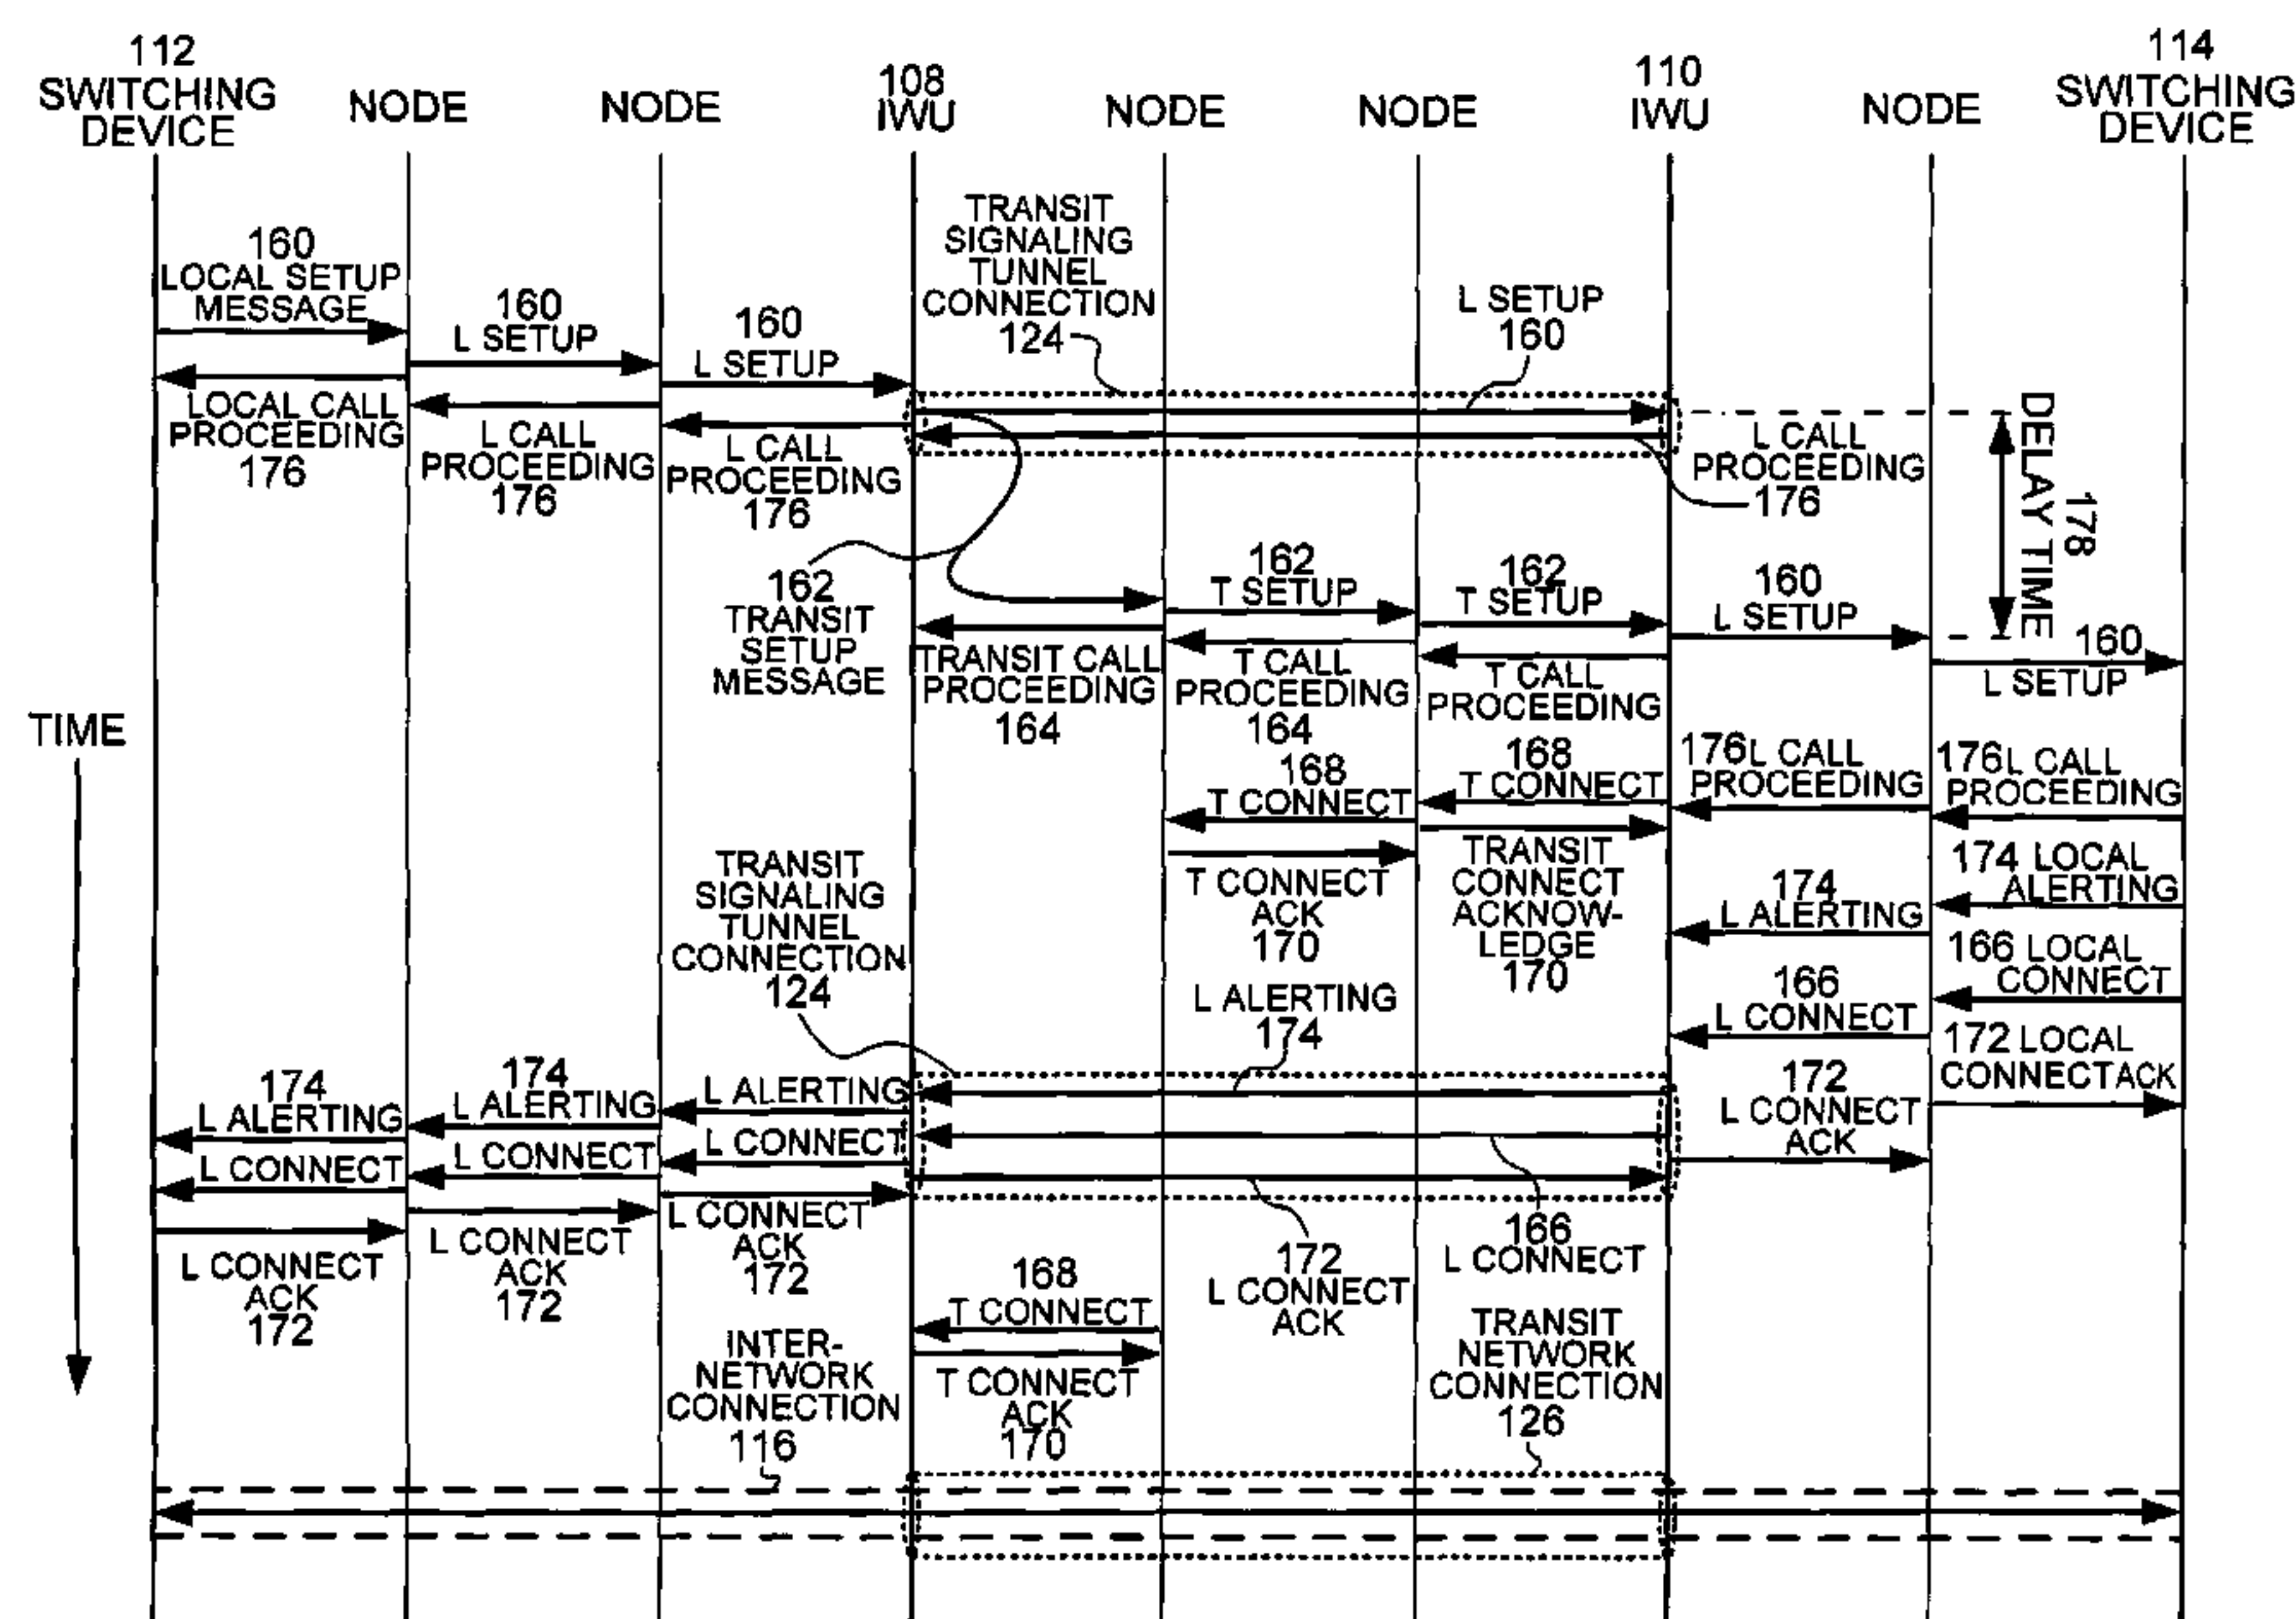 112
SWITCHING
DEVICE
NODE
NODE
108
IWU
NODE
NODE
110
IWU
NODE
114
SWITCHING
DEVICE
160
LOCAL SETUP
MESSAGE
160
L SETUP
160
L SETUP
TRANSIT
SIGNALING
TUNNEL
CONNECTION
124
L SETUP
160
LOCAL CALL
PROCEEDING
176
L CALL
PROCEEDING
176
L CALL
PROCEEDING
176
L CALL
PROCEEDING
176
DELAY TIME
178
162
TRANSIT
SETUP
MESSAGE
162
T SETUP
162
T SETUP
160
L SETUP
160
L SETUP
TRANSIT CALL
PROCEEDING
164
T CALL
PROCEEDING
164
T CALL
PROCEEDING
TIME
168
T CONNECT
168
T CONNECT
176L CALL
PROCEEDING
176L CALL
PROCEEDING
T CONNECT
ACK
170
TRANSIT
CONNECT
ACKNOW-
LEDGE
170
174
L ALERTING
174 LOCAL
ALERTING
TRANSIT
SIGNALING
TUNNEL
CONNECTION
124
L ALERTING
174
166
L CONNECT
166 LOCAL
CONNECT
172 LOCAL
CONNECTACK
174
L ALERTING
174
L ALERTING
L ALERTING
172
L CONNECT
ACK
L CONNECT
L CONNECT
L CONNECT
L CONNECT
ACK
172
L CONNECT
ACK
172
L CONNECT
ACK
172
172
L CONNECT
ACK
166
L CONNECT
168
T CONNECT
T CONNECT
ACK
170
INTER-
NETWORK
CONNECTION
116
TRANSIT
NETWORK
CONNECTION
126